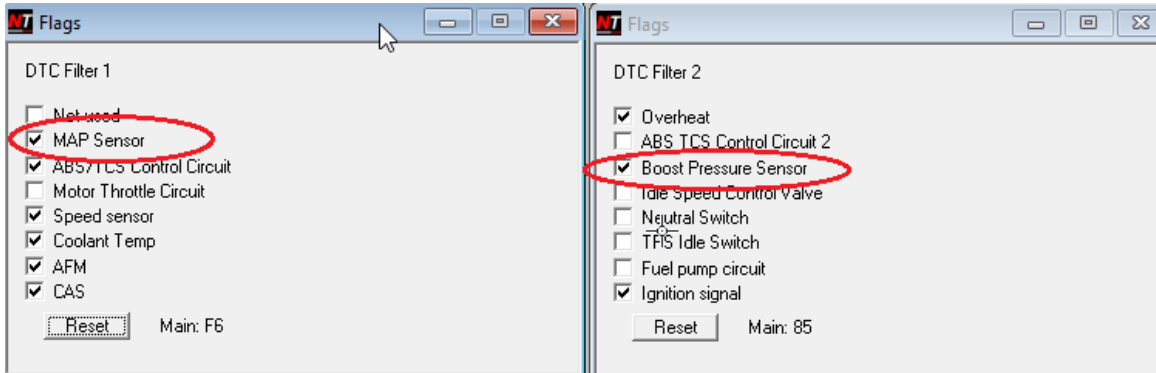 NT Flags
DTC Filter 1
Not used
MAP Sensor
ABS/TCS Control Circuit
Motor Throttle Circuit
Speed sensor
Coolant Temp
AFM
CAS
Reset Main: F6
NT Flags
DTC Filter 2
Overheat
ABS TCS Control Circuit 2
Boost Pressure Sensor
Idle Speed Control Valve
Neutral Switch
TPS Idle Switch
Fuel pump circuit
Ignition signal
Reset Main: 85